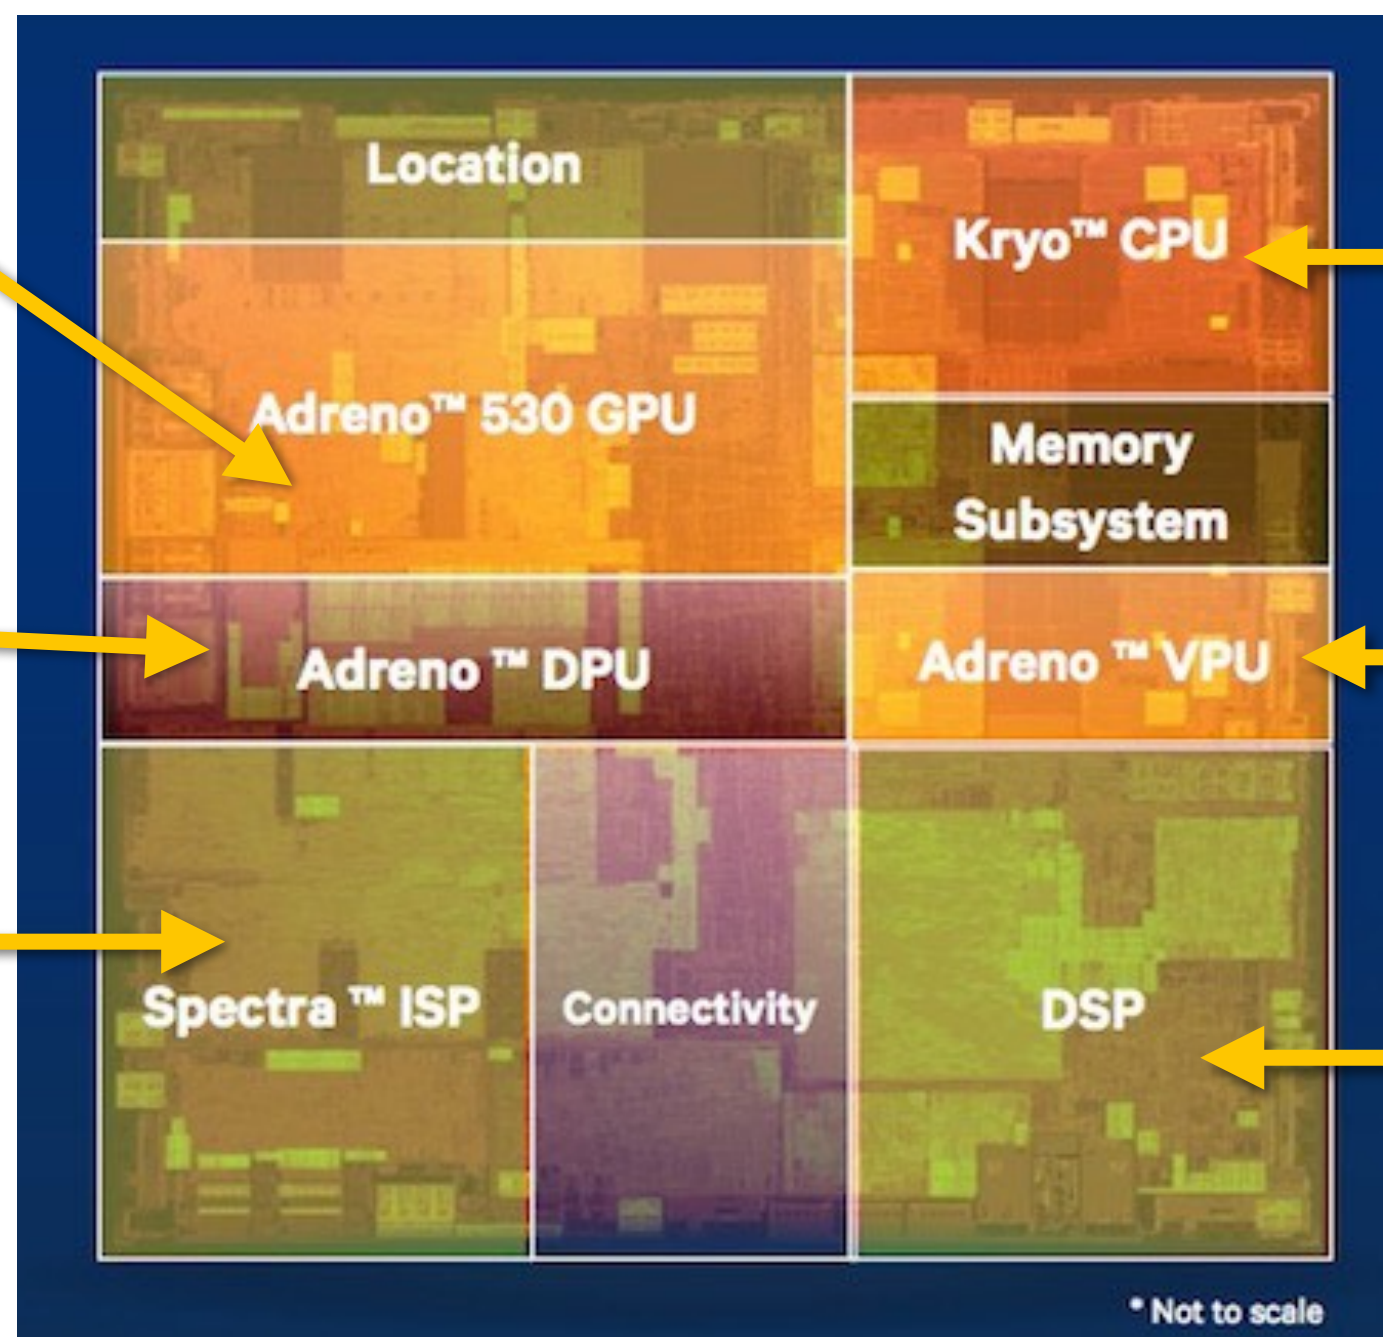 Location
Kryo™ CPU
Adreno™ 530 GPU
Memory
Subsystem
Adreno ™ DPU
Adreno ™ VPU
Spectra ™ ISP
Connectivity
DSP
* Not to scale